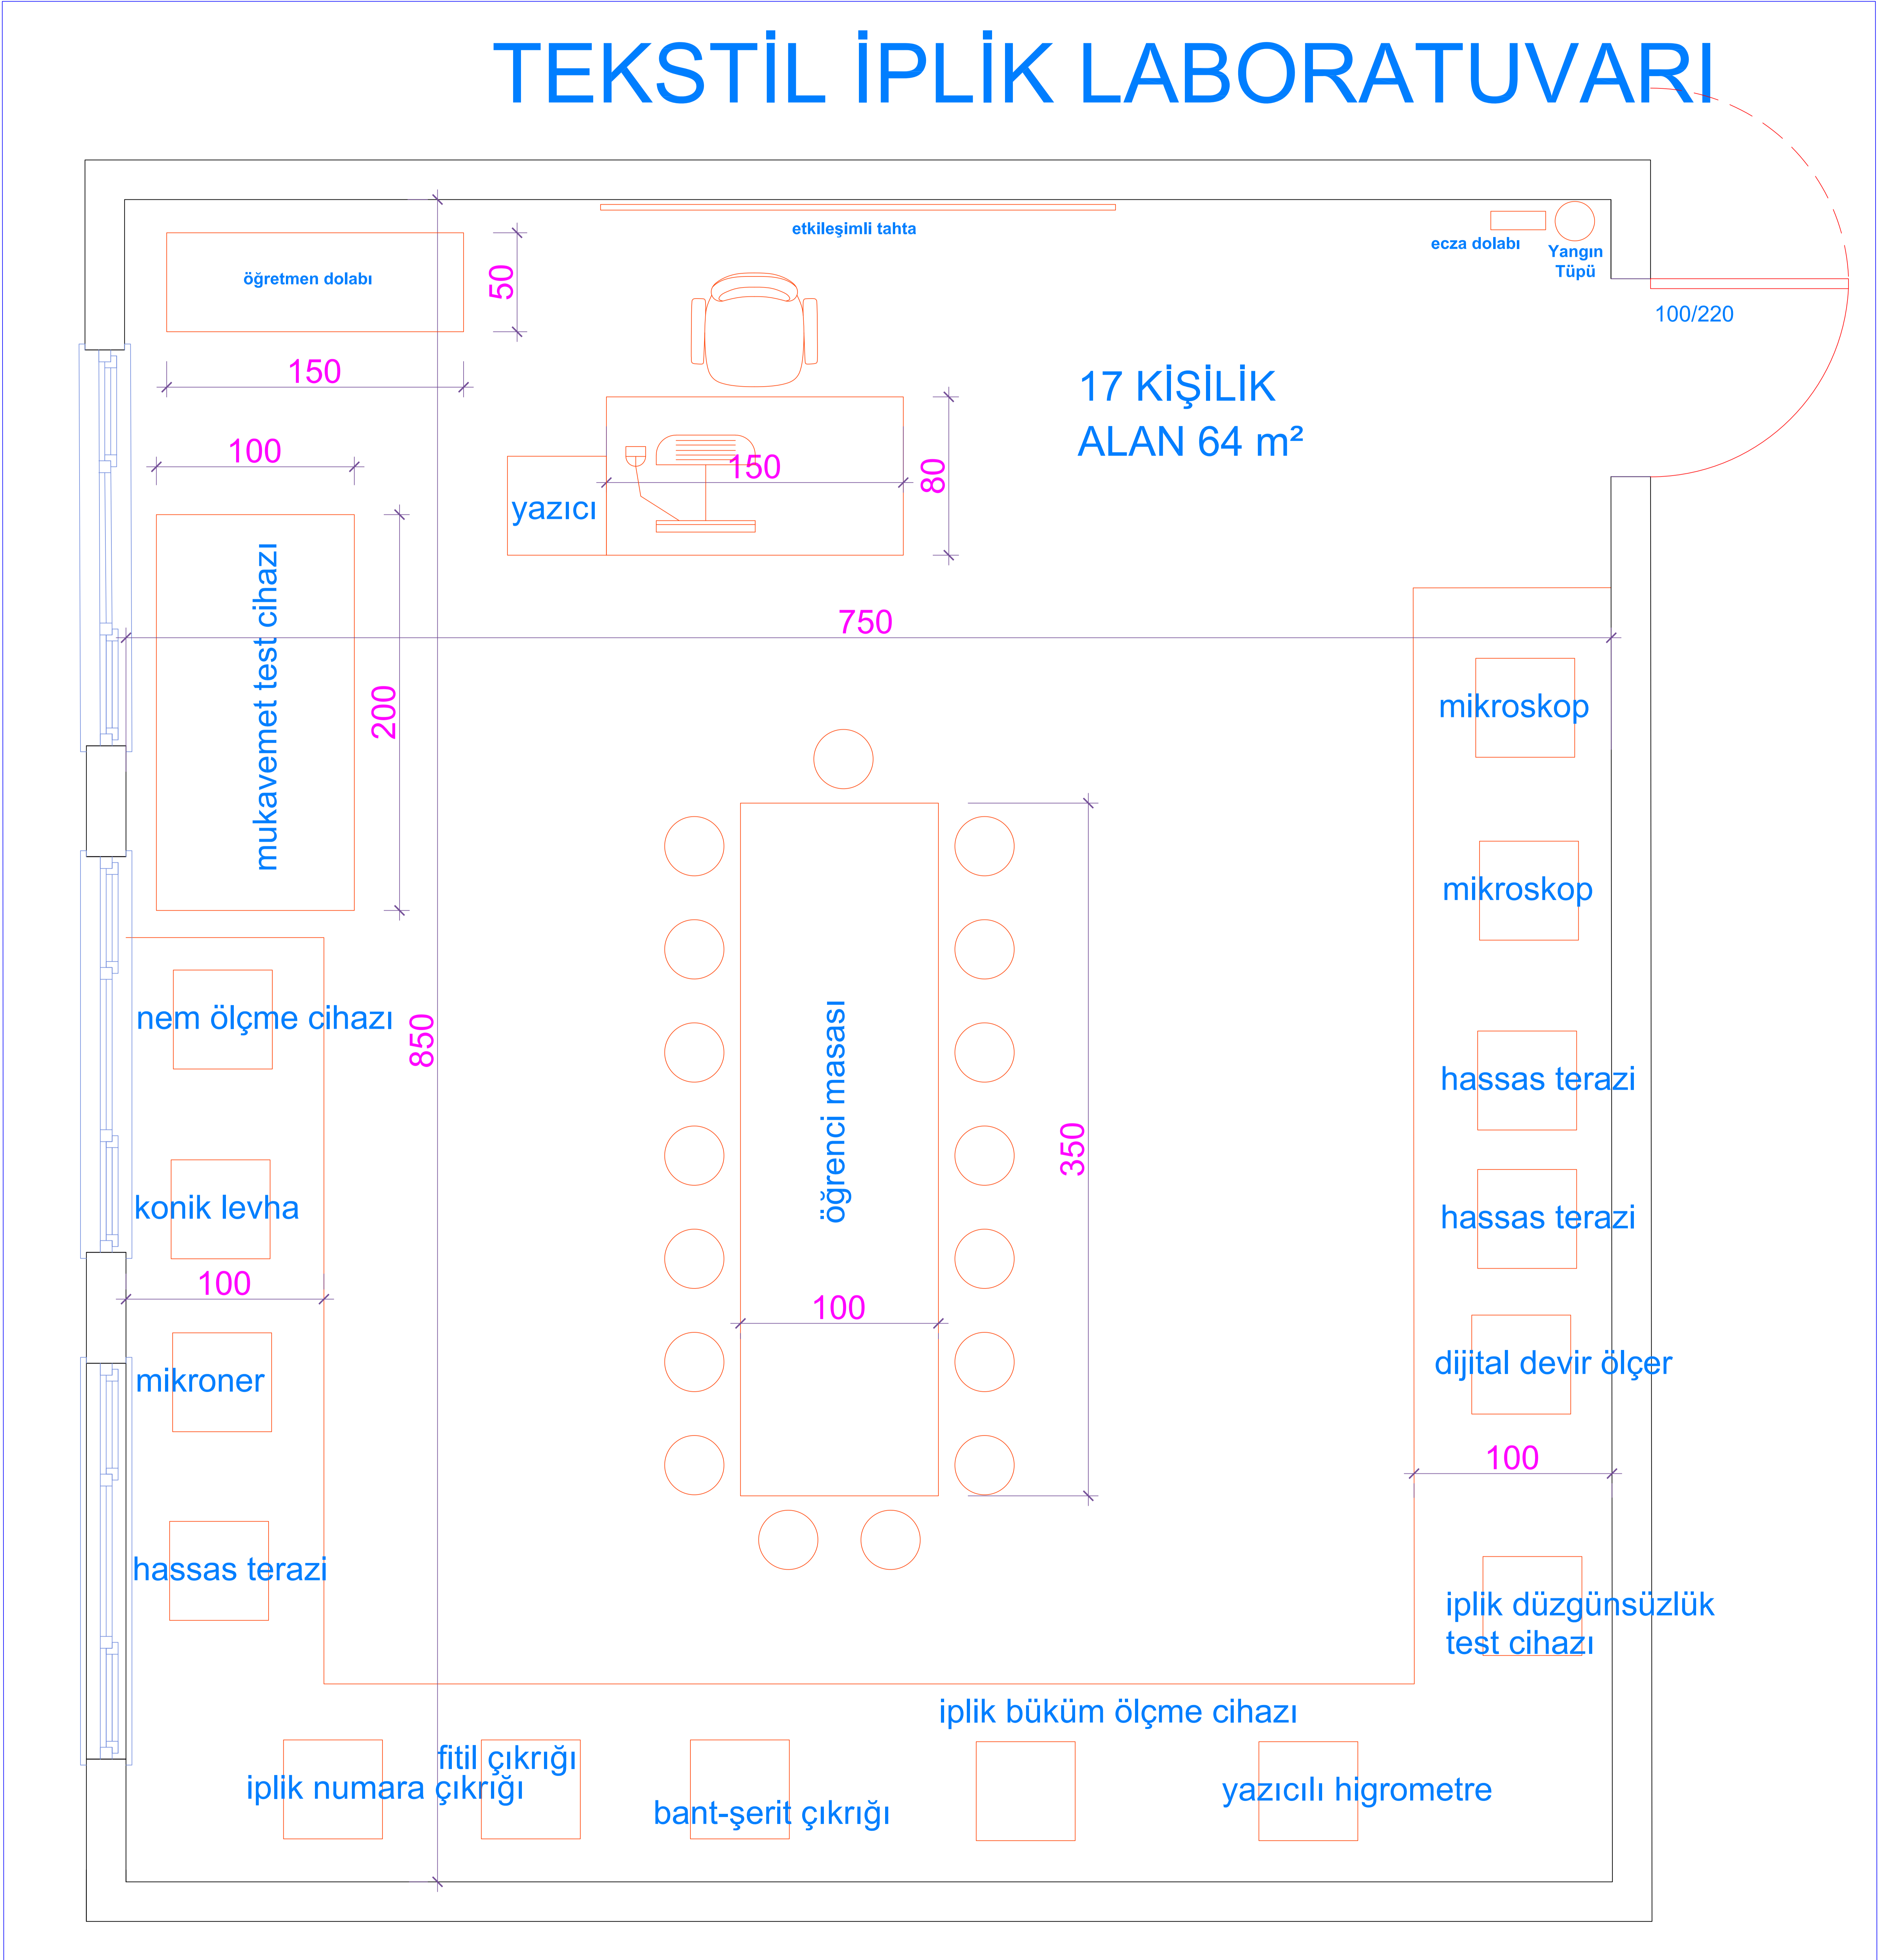 TEKSTİL İPLİK LABORATUVARI
etkileşimli tahta
ecza dolabı
Yangın
Tüpü
öğretmen dolabı
50
100/220
150
17 KİŞİLİK
ALAN 64 m²
100
150
80
yazıcı
mukavemet test cihazı
750
200
mikroskop
mikroskop
nem ölçme cihazı
850
öğrenci masası
hassas terazi
350
konik levha
hassas terazi
100
100
mikroner
dijital devir ölçer
100
hassas terazi
iplik düzgünsüzlük
test cihazı
iplik büküm ölçme cihazı
fitil çıkrığı
iplik numara çıkrığı
bant-şerit çıkrığı
yazıcılı higrometre